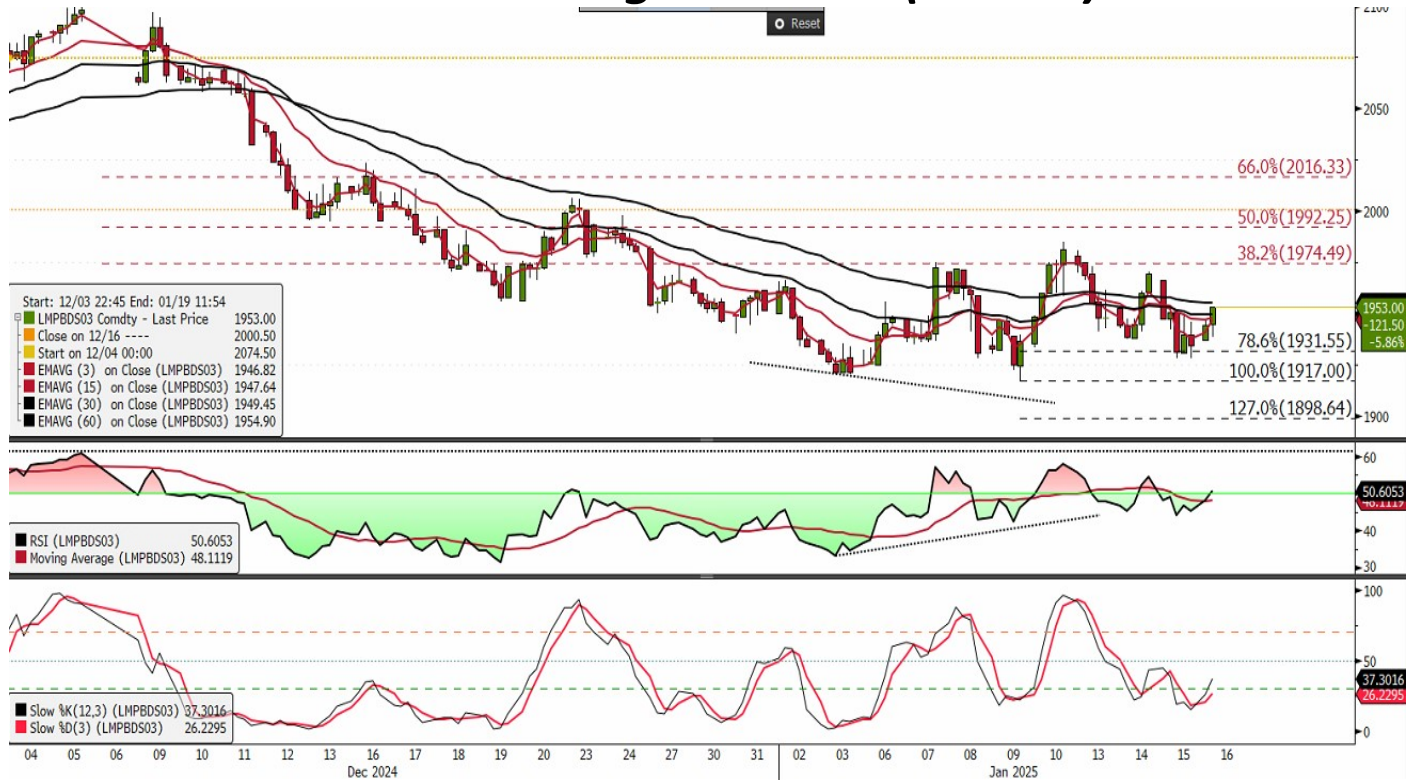 Reset
2100
2050
66.0%(2016.33)
2000
50.0%(1992.25)
38.2%(1974.49)
Start: 12/03 22:45 End: 01/19 11:54
LMPBDS03 Comdty - Last Price 1953.00
Close on 12/16 ---- 2000.50
Start on 12/04 00:00 2074.50
EMAVG (3) on Close (LMPBDS03) 1946.82
EMAVG (15) on Close (LMPBDS03) 1947.64
EMAVG (30) on Close (LMPBDS03) 1949.45
EMAVG (60) on Close (LMPBDS03) 1954.90
1953.00
-121.50
-5.86%
78.6%(1931.55)
100.0%(1917.00)
127.0%(1898.64)
1900
60
50.6053
48.1119
40
30
RSI (LMPBDS03) 50.6053
Moving Average (LMPBDS03) 48.1119
100
50
37.3016
26.2295
0
Slow %K(12,3) (LMPBDS03) 37.3016
Slow %D(3) (LMPBDS03) 26.2295
04 05 09 10 11 12 13 16 17 18 19 20 23 24 27 30 31 02 03 06 07 08 09 10 13 14 15 16
Dec 2024 Jan 2025